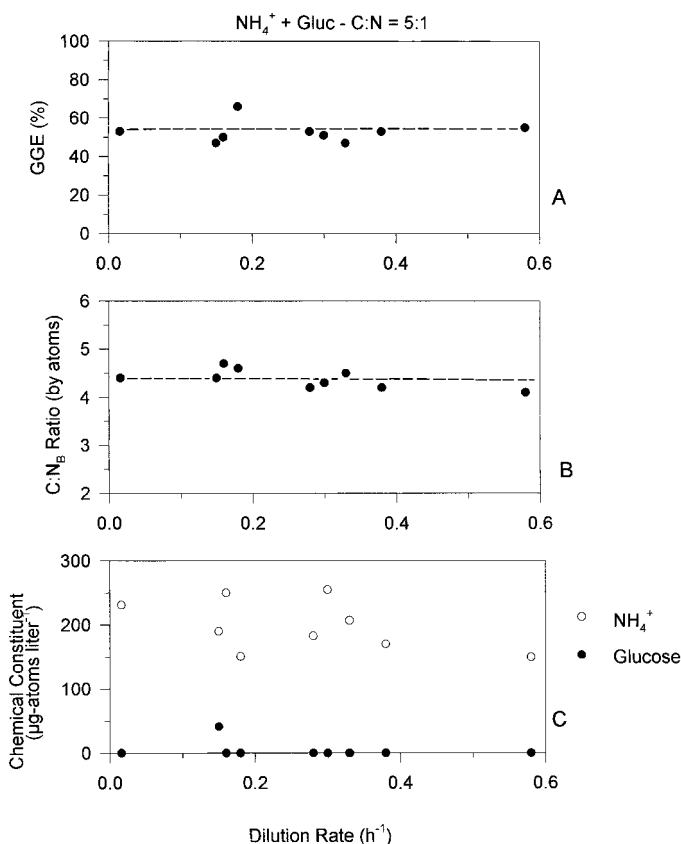 NH₄⁺ + Gluc - C:N = 5:1
100
80
60
40
20
0
GGE (%)
A
0.0 0.2 0.4 0.6
6
5
4
3
2
C:N_B Ratio (by atoms)
B
0.0 0.2 0.4 0.6
300
200
100
0
Chemical Constituent
(µg-atoms liter⁻¹)
C
NH₄⁺
Glucose
0.0 0.2 0.4 0.6
Dilution Rate (h⁻¹)